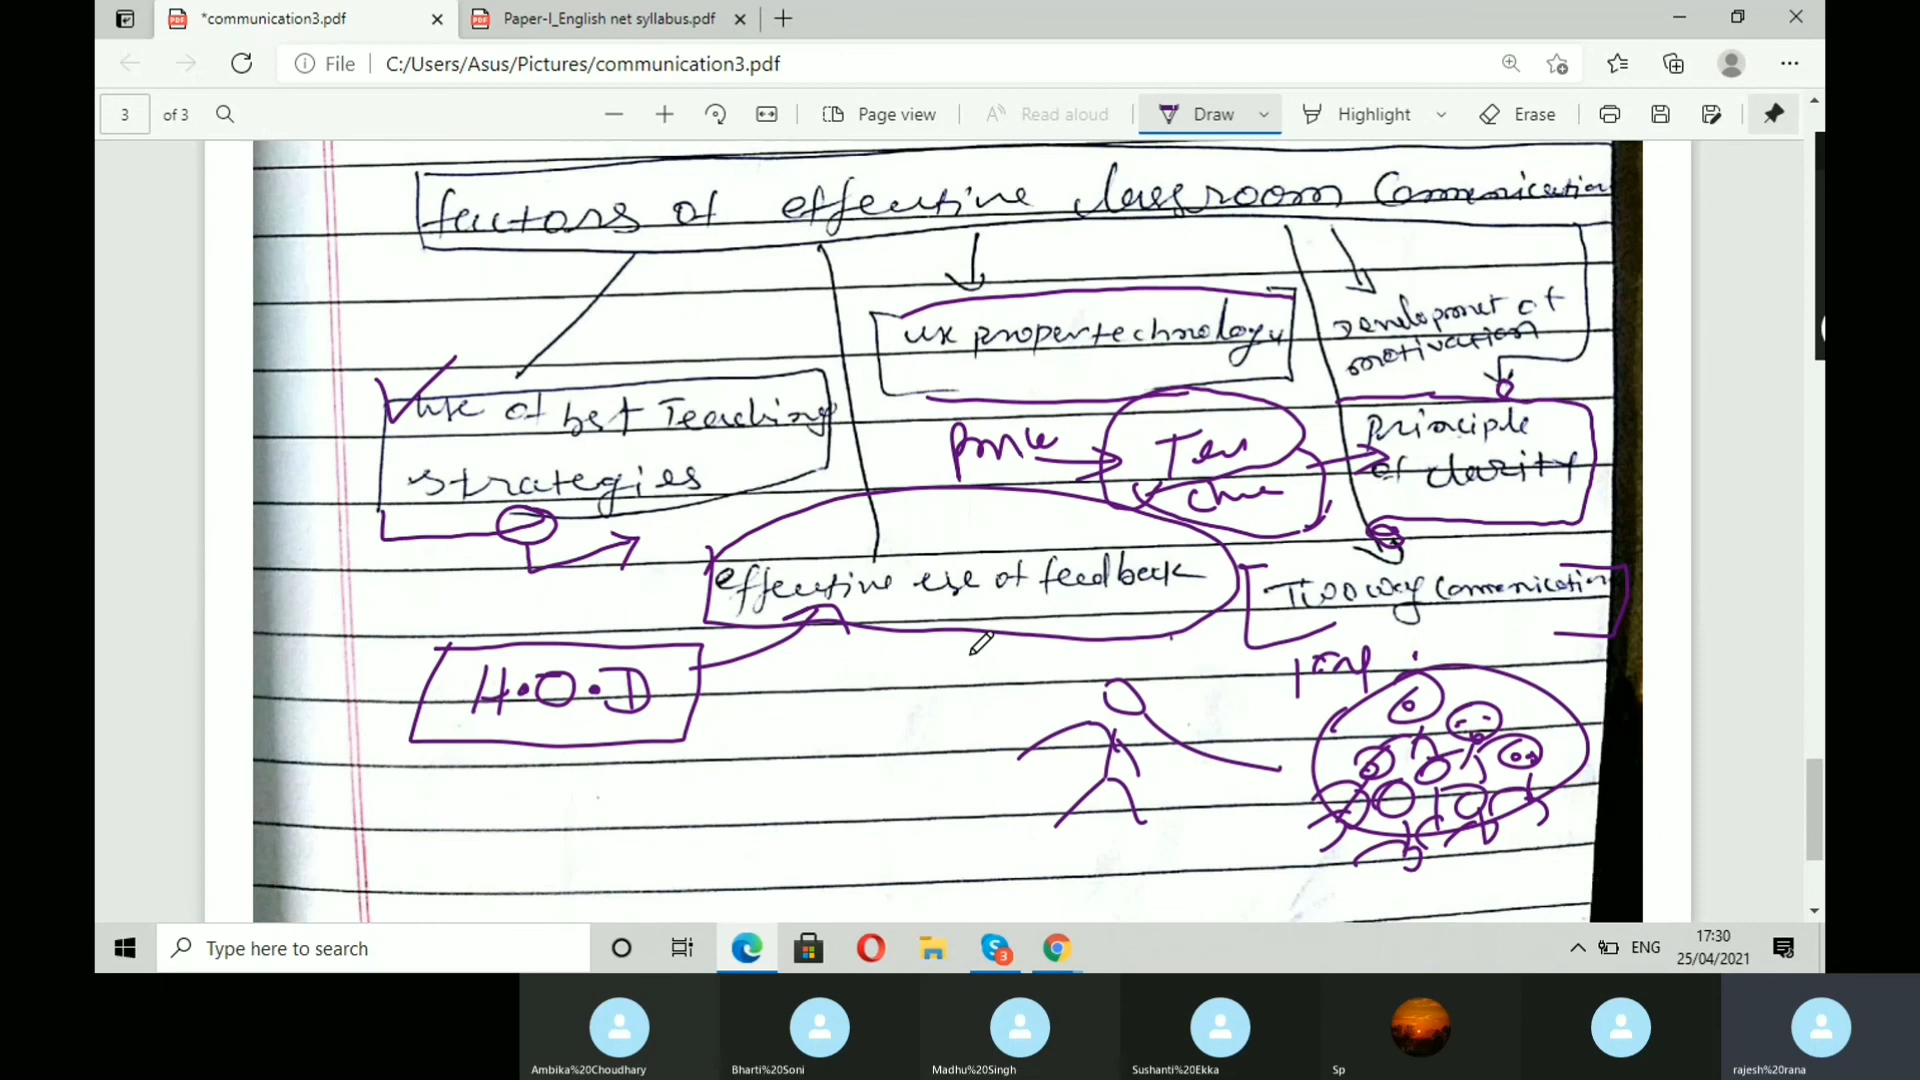 *communication3.pdf
Paper-I_English net syllabus.pdf
File C:/Users/Asus/Pictures/communication3.pdf
3 of 3
Page view
Read aloud
Draw
Highlight
Erase
factors of effective classroom Communication
use proper technology
Development of
motivation
use of best Teaching
strategies
Principle
of clarity
effective use of feedback
Two way Communication
H.O.D
Type here to search
3
ENG
17:30
25/04/2021
Ambika%20Choudhary
Bharti%20Soni
Madhu%20Singh
Sushanti%20Ekka
Sp
rajesh%20rana